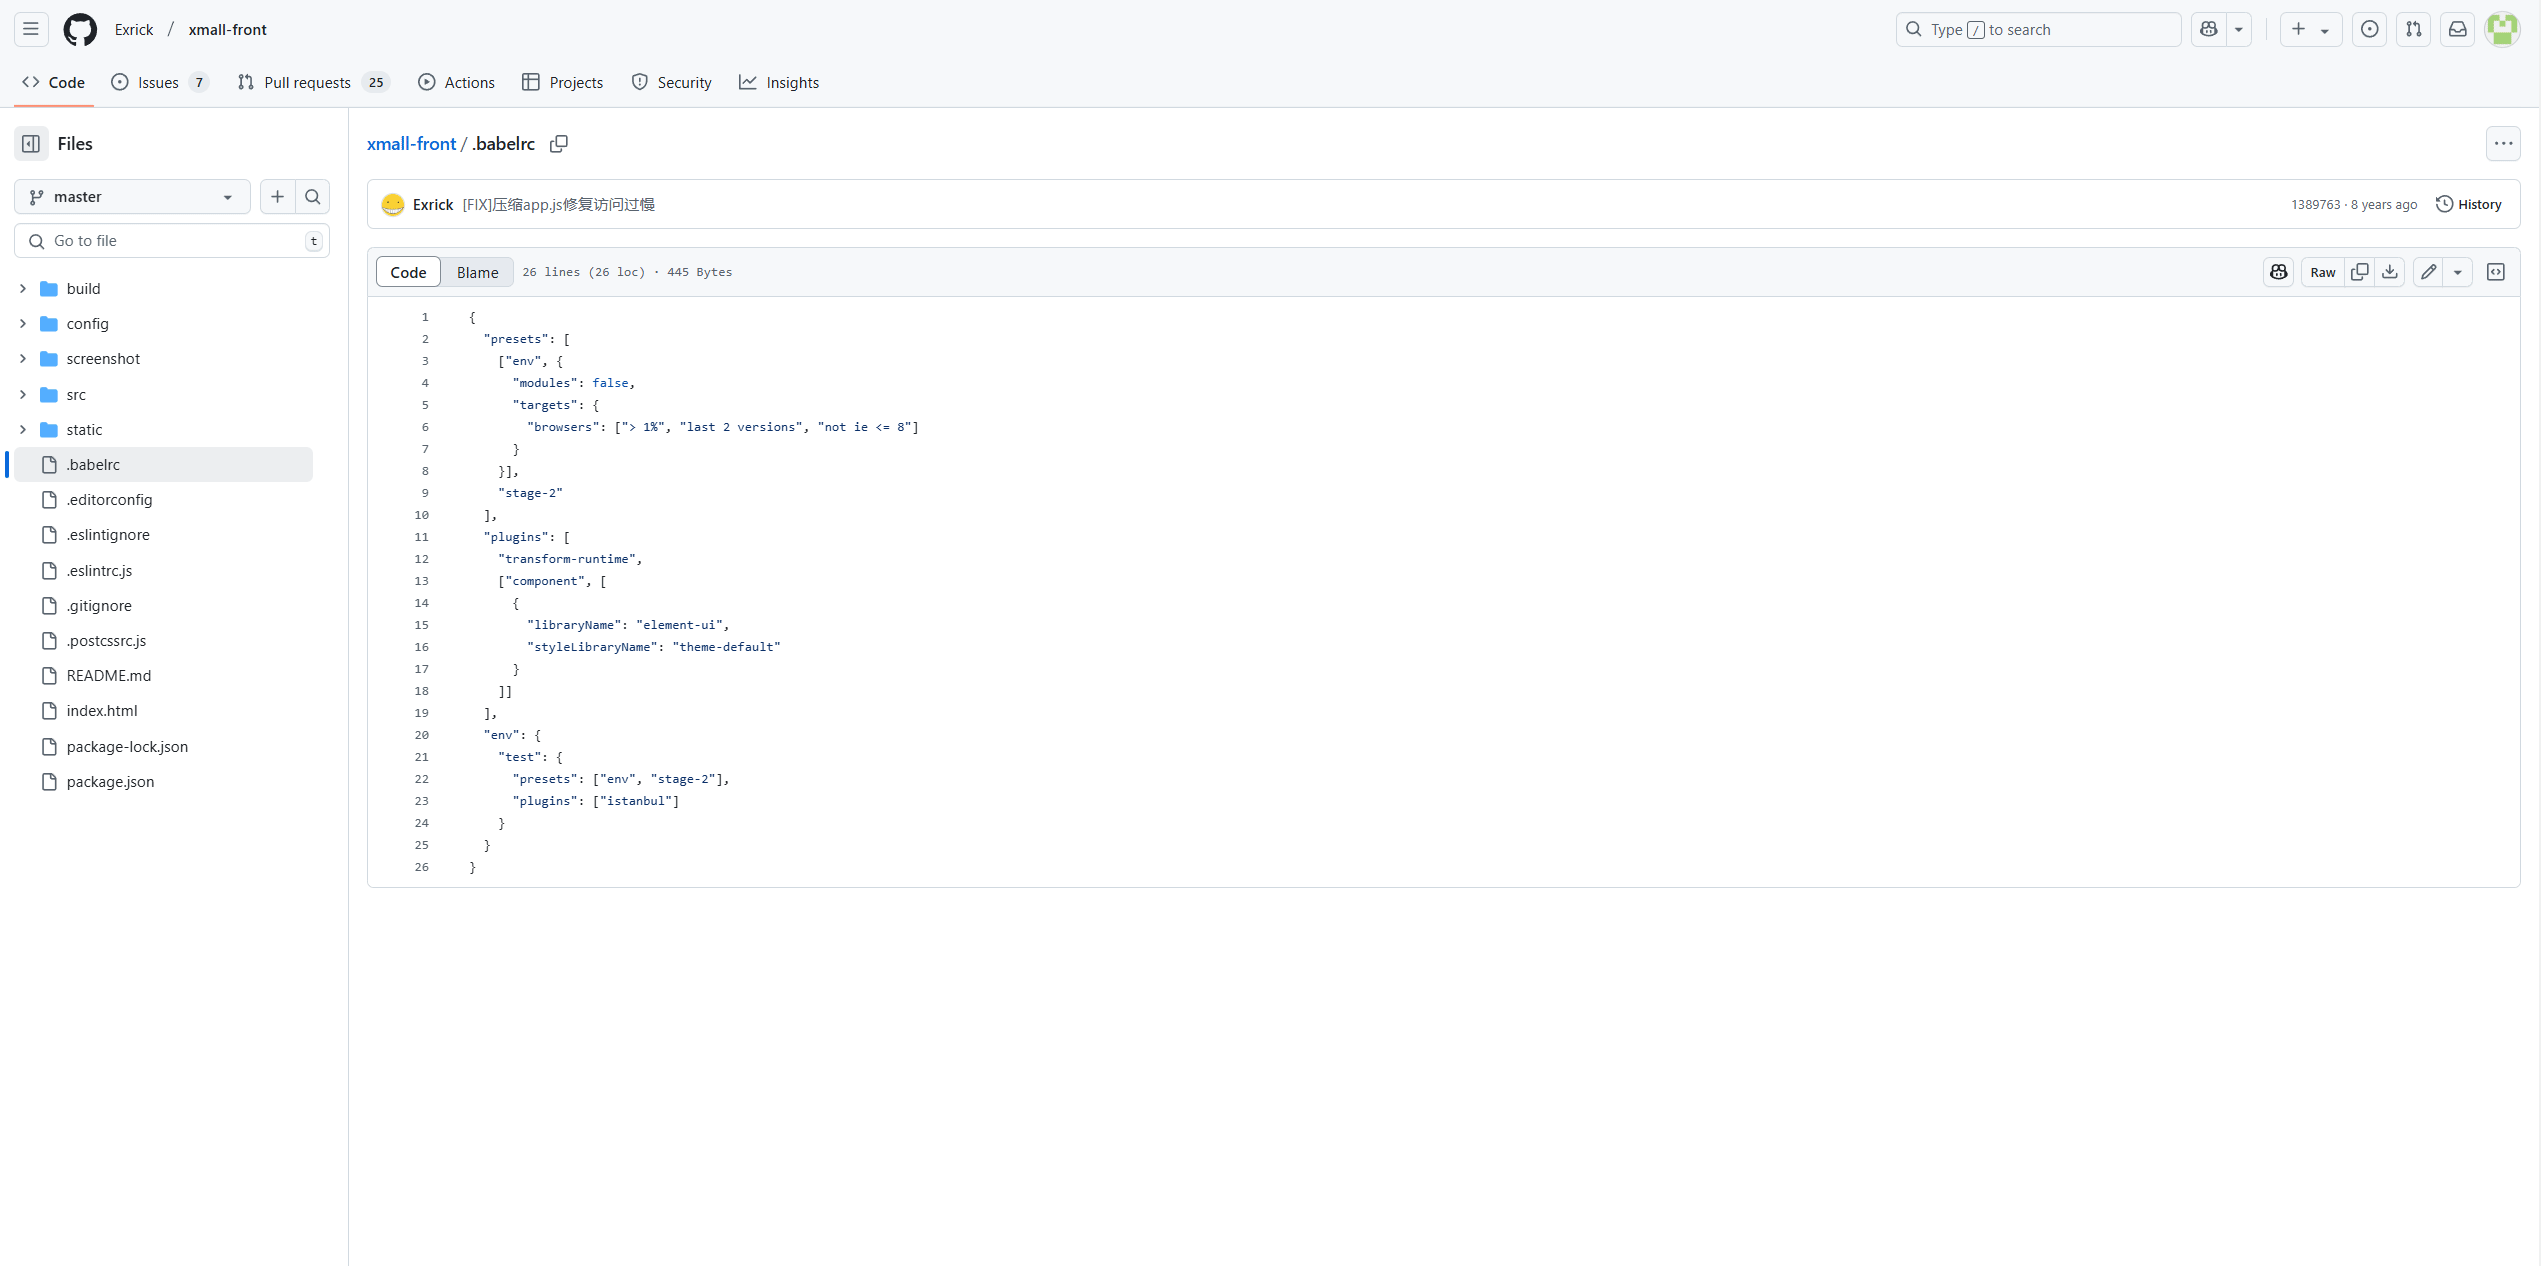 Exrick / xmall-front
Type / to search
Code
Issues 7
Pull requests 25
Actions
Projects
Security
Insights
Files
master
Go to file
t
build
config
screenshot
src
static
.babelrc
.editorconfig
.eslintignore
.eslintrc.js
.gitignore
.postcssrc.js
README.md
index.html
package-lock.json
package.json
xmall-front / .babelrc
Exrick [FIX]压缩app.js修复访问过慢
1389763 · 8 years ago
History
Code
Blame
26 lines (26 loc) · 445 Bytes
Raw
1 {
2   "presets": [
3     ["env", {
4       "modules": false,
5       "targets": {
6         "browsers": ["> 1%", "last 2 versions", "not ie <= 8"]
7       }
8     }],
9     "stage-2"
10   ],
11   "plugins": [
12     "transform-runtime",
13     ["component", [
14       {
15         "libraryName": "element-ui",
16         "styleLibraryName": "theme-default"
17       }
18     ]]
19   ],
20   "env": {
21     "test": {
22       "presets": ["env", "stage-2"],
23       "plugins": ["istanbul"]
24     }
25   }
26 }